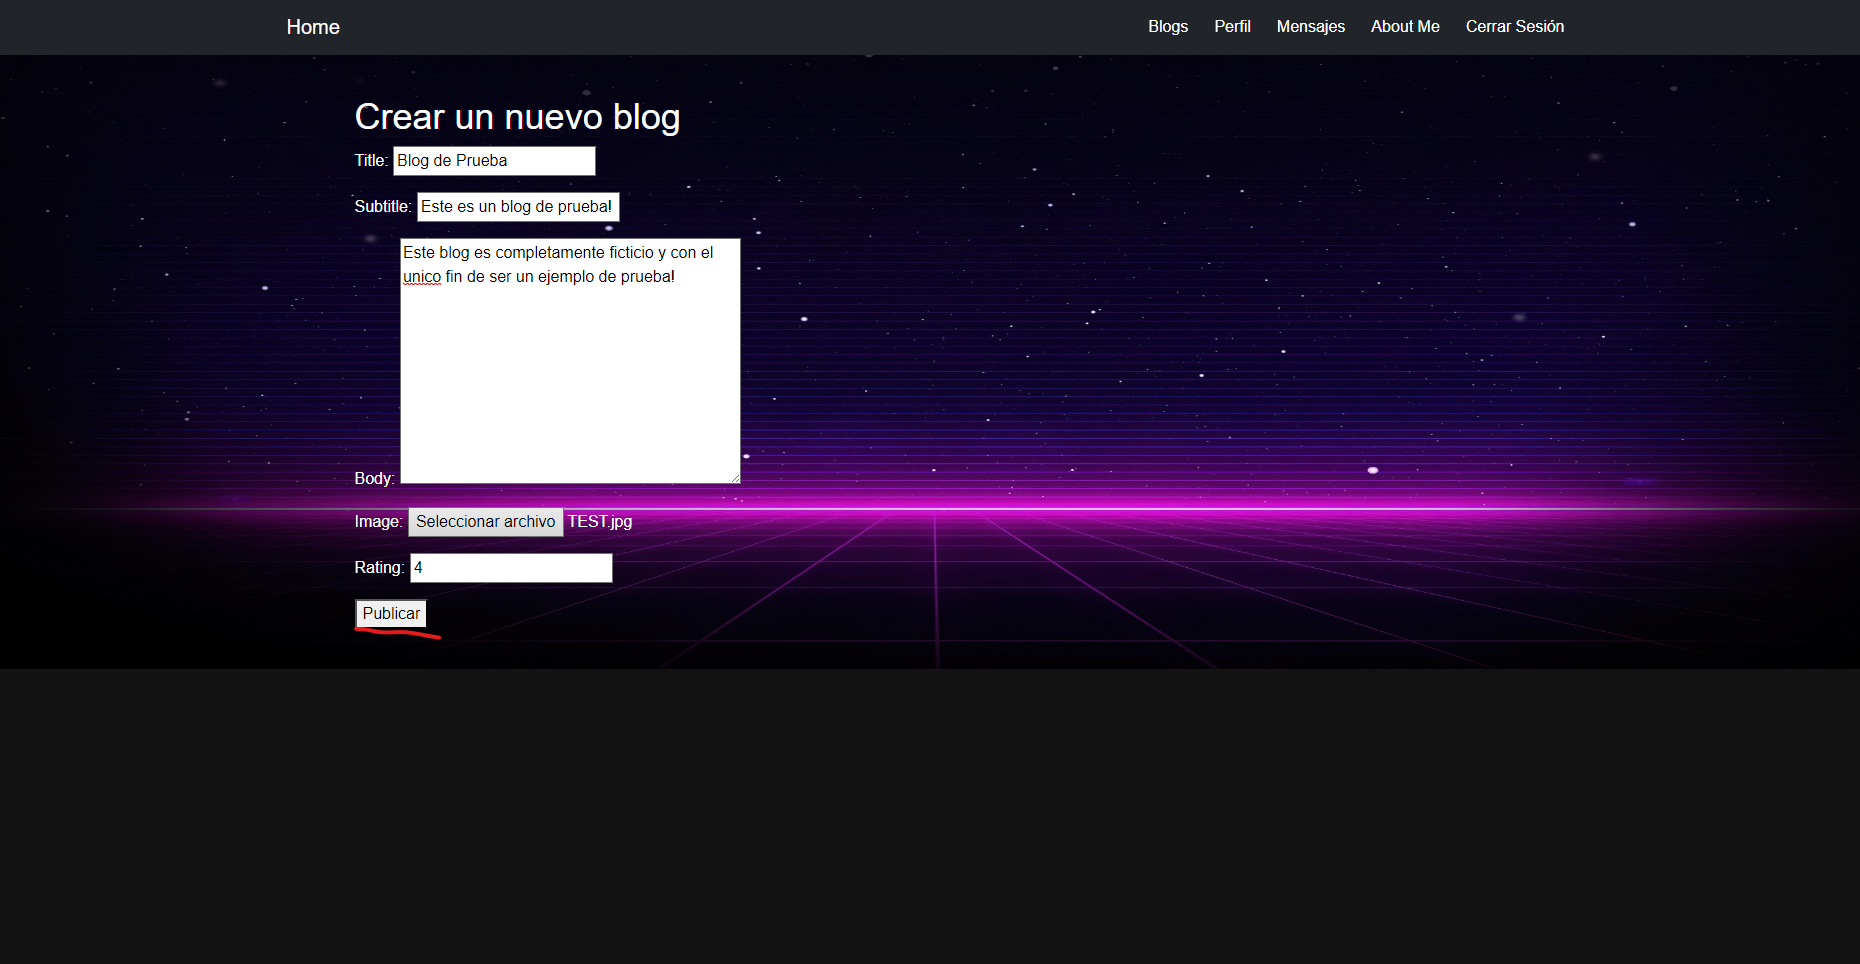 Home Blogs Perfil Mensajes About Me Cerrar Sesión
Crear un nuevo blog
Title: Blog de Prueba
Subtitle: Este es un blog de prueba!
Este blog es completamente ficticio y con el
unico fin de ser un ejemplo de prueba!
Body:
Image: Seleccionar archivo TEST.jpg
Rating: 4
Publicar